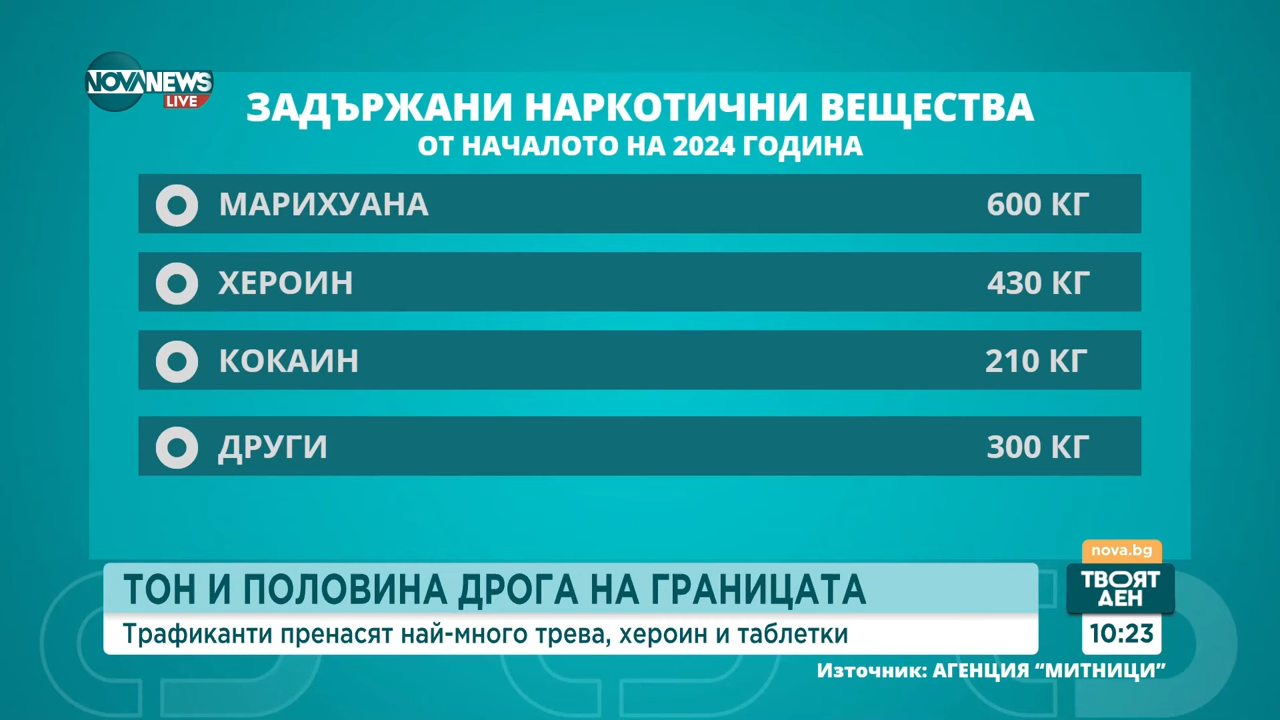 NOVANEWS
LIVE
ЗАДЪРЖАНИ НАРКОТИЧНИ ВЕЩЕСТВА
ОТ НАЧАЛОТО НА 2024 ГОДИНА
МАРИХУАНА 600 КГ
ХЕРОИН 430 КГ
КОКАИН 210 КГ
ДРУГИ 300 КГ
nova.bg
ТОН И ПОЛОВИНА ДРОГА НА ГРАНИЦАТА
ТВОЯТ
ДЕН
Трафиканти пренасят най-много трева, хероин и таблетки
10:23
Източник: АГЕНЦИЯ “МИТНИЦИ”